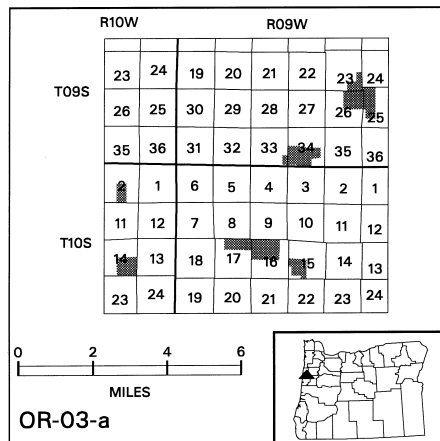 R10W R09W
T09S
23 24 19 20 21 22 23 24
26 25 30 29 28 27 26 25
35 36 31 32 33 34 35 36
T10S
2 1 6 5 4 3 2 1
11 12 7 8 9 10 11 12
14 13 18 17 16 15 14 13
23 24 19 20 21 22 23 24
0 2 4 6
MILES
OR-03-a